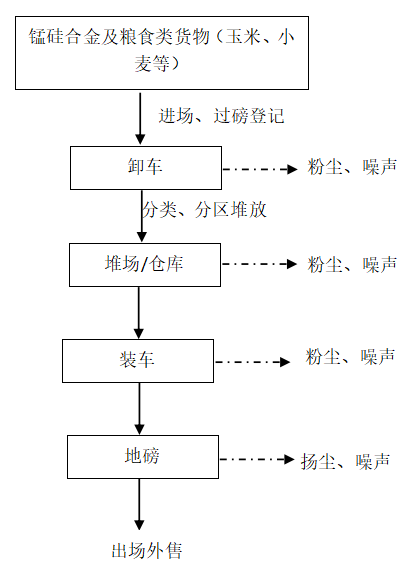 锰硅合金及粮食类货物（玉米、小
麦等）
进场、过磅登记
卸车
粉尘、噪声
分类、分区堆放
堆场/仓库
粉尘、噪声
装车
粉尘、噪声
地磅
扬尘、噪声
出场外售